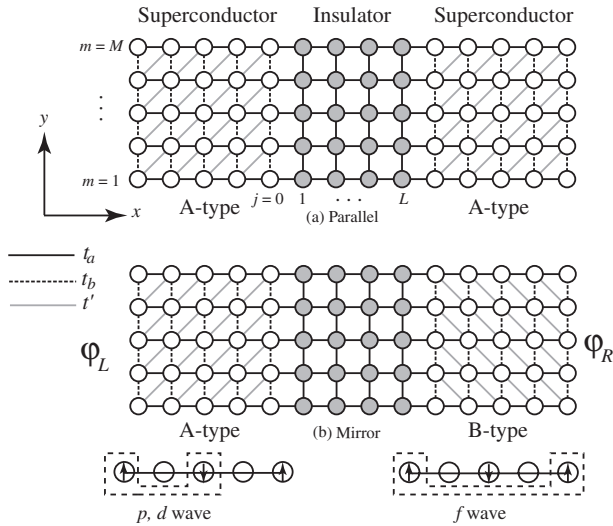 Superconductor Insulator Superconductor
m = M
y
m = 1
x
A-type j = 0 1 · · · L A-type
(a) Parallel
t_a
t_b
t'
φ_L φ_R
A-type (b) Mirror B-type
p, d wave f wave